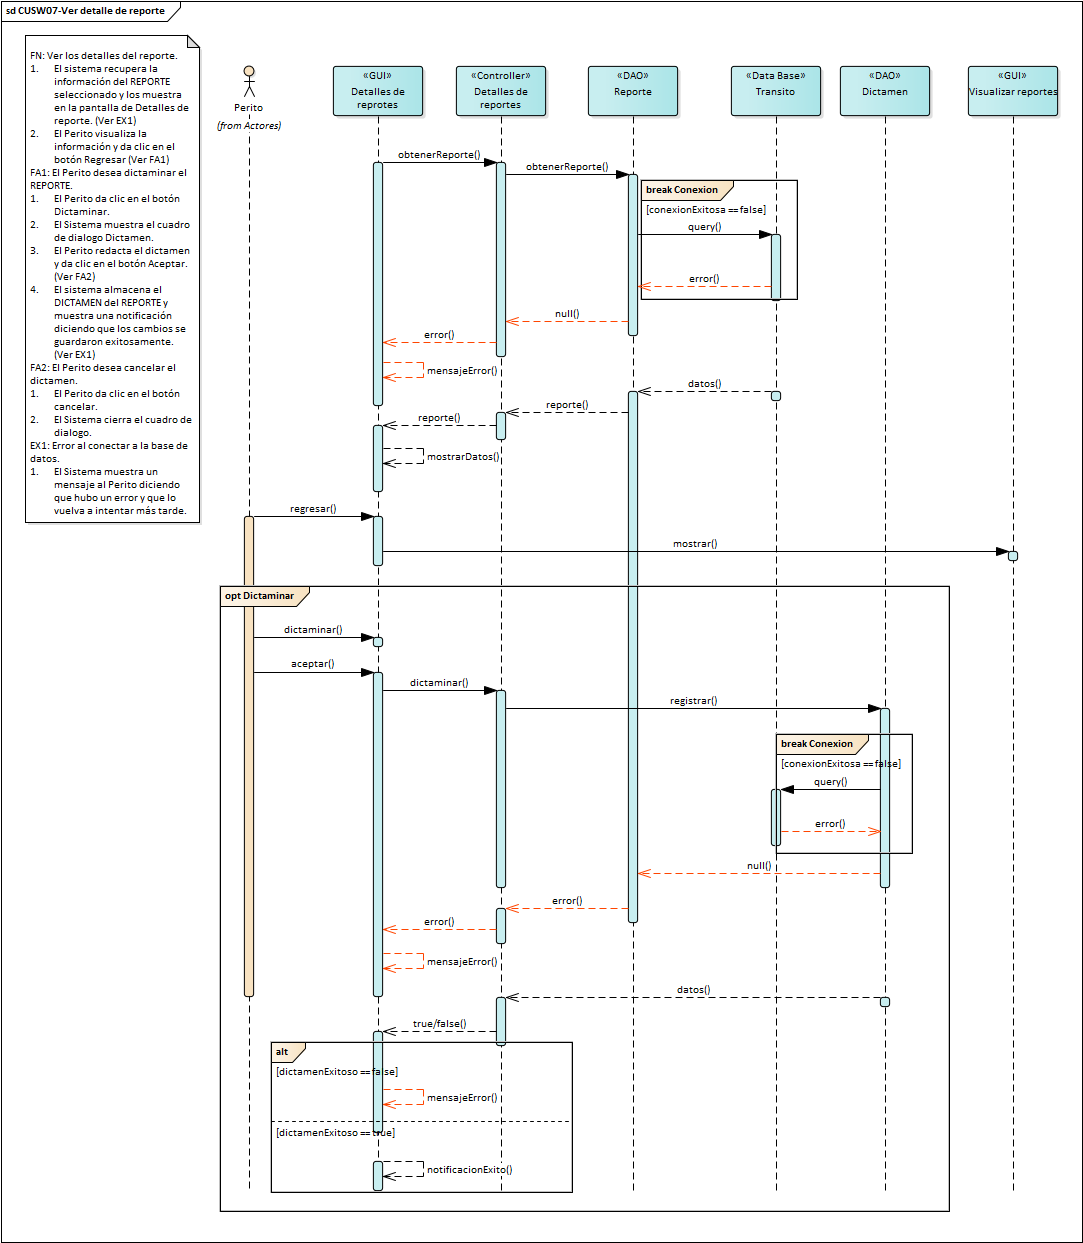 sd CUSW07-Ver detalle de reporte
FN: Ver los detalles del reporte.
1. El sistema recupera la
información del REPORTE
seleccionado y los muestra
en la pantalla de Detalles de
reporte. (Ver EX1)
2. El Perito visualiza la
información y da clic en el
botón Regresar (Ver FA1)
FA1: El Perito desea dictaminar el
REPORTE.
1. El Perito da clic en el botón
Dictaminar.
2. El Sistema muestra el cuadro
de dialogo Dictamen.
3. El Perito redacta el dictamen
y da clic en el botón Aceptar.
(Ver FA2)
4. El sistema almacena el
DICTAMEN del REPORTE y
muestra una notificación
diciendo que los cambios se
guardaron exitosamente.
(Ver EX1)
FA2: El Perito desea cancelar el
dictamen.
1. El Perito da clic en el botón
cancelar.
2. El Sistema cierra el cuadro de
dialogo.
EX1: Error al conectar a la base de
datos.
1. El Sistema muestra un
mensaje al Perito diciendo
que hubo un error y que lo
vuelva a intentar más tarde.
Perito
(from Actores)
«GUI»
Detalles de
reprotes
«Controller»
Detalles de
reportes
«DAO»
Reporte
«Data Base»
Transito
«DAO»
Dictamen
«GUI»
Visualizar reportes
obtenerReporte()
obtenerReporte()
break Conexion
[conexionExitosa ==false]
query()
error()
null()
error()
mensajeError()
datos()
reporte()
reporte()
mostrarDatos()
regresar()
mostrar()
opt Dictaminar
dictaminar()
aceptar()
dictaminar()
registrar()
break Conexion
[conexionExitosa ==false]
query()
error()
null()
error()
error()
mensajeError()
datos()
true/false()
alt
[dictamenExitoso ==false]
mensajeError()
[dictamenExitoso ==true]
notificacionExito()